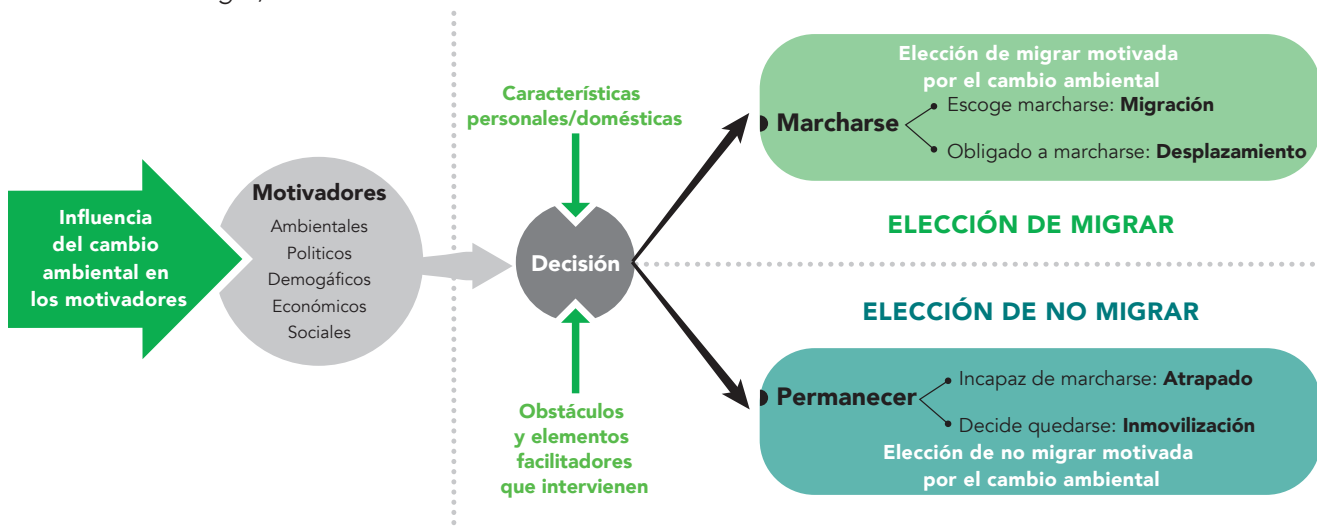 Influencia
del cambio
ambiental en
los motivadores
Motivadores
Ambientales
Politicos
Demogáficos
Económicos
Sociales
Características
personales/domésticas
Decisión
Obstáculos
y elementos
facilitadores
que intervienen
Elección de migrar motivada
por el cambio ambiental
Marcharse
Escoge marcharse: Migración
Obligado a marcharse: Desplazamiento
ELECCIÓN DE MIGRAR
ELECCIÓN DE NO MIGRAR
Permanecer
Incapaz de marcharse: Atrapado
Decide quedarse: Inmovilización
Elección de no migrar motivada
por el cambio ambiental